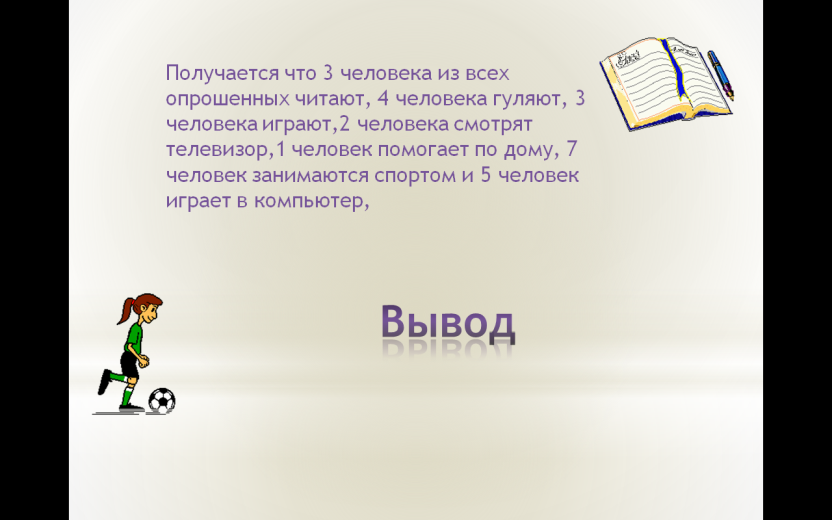 Получается что 3 человека из всех
опрошенных читают, 4 человека гуляют, 3
человека играют,2 человека смотрят
телевизор,1 человек помогает по дому, 7
человек занимаются спортом и 5 человек
играет в компьютер,
Вывод